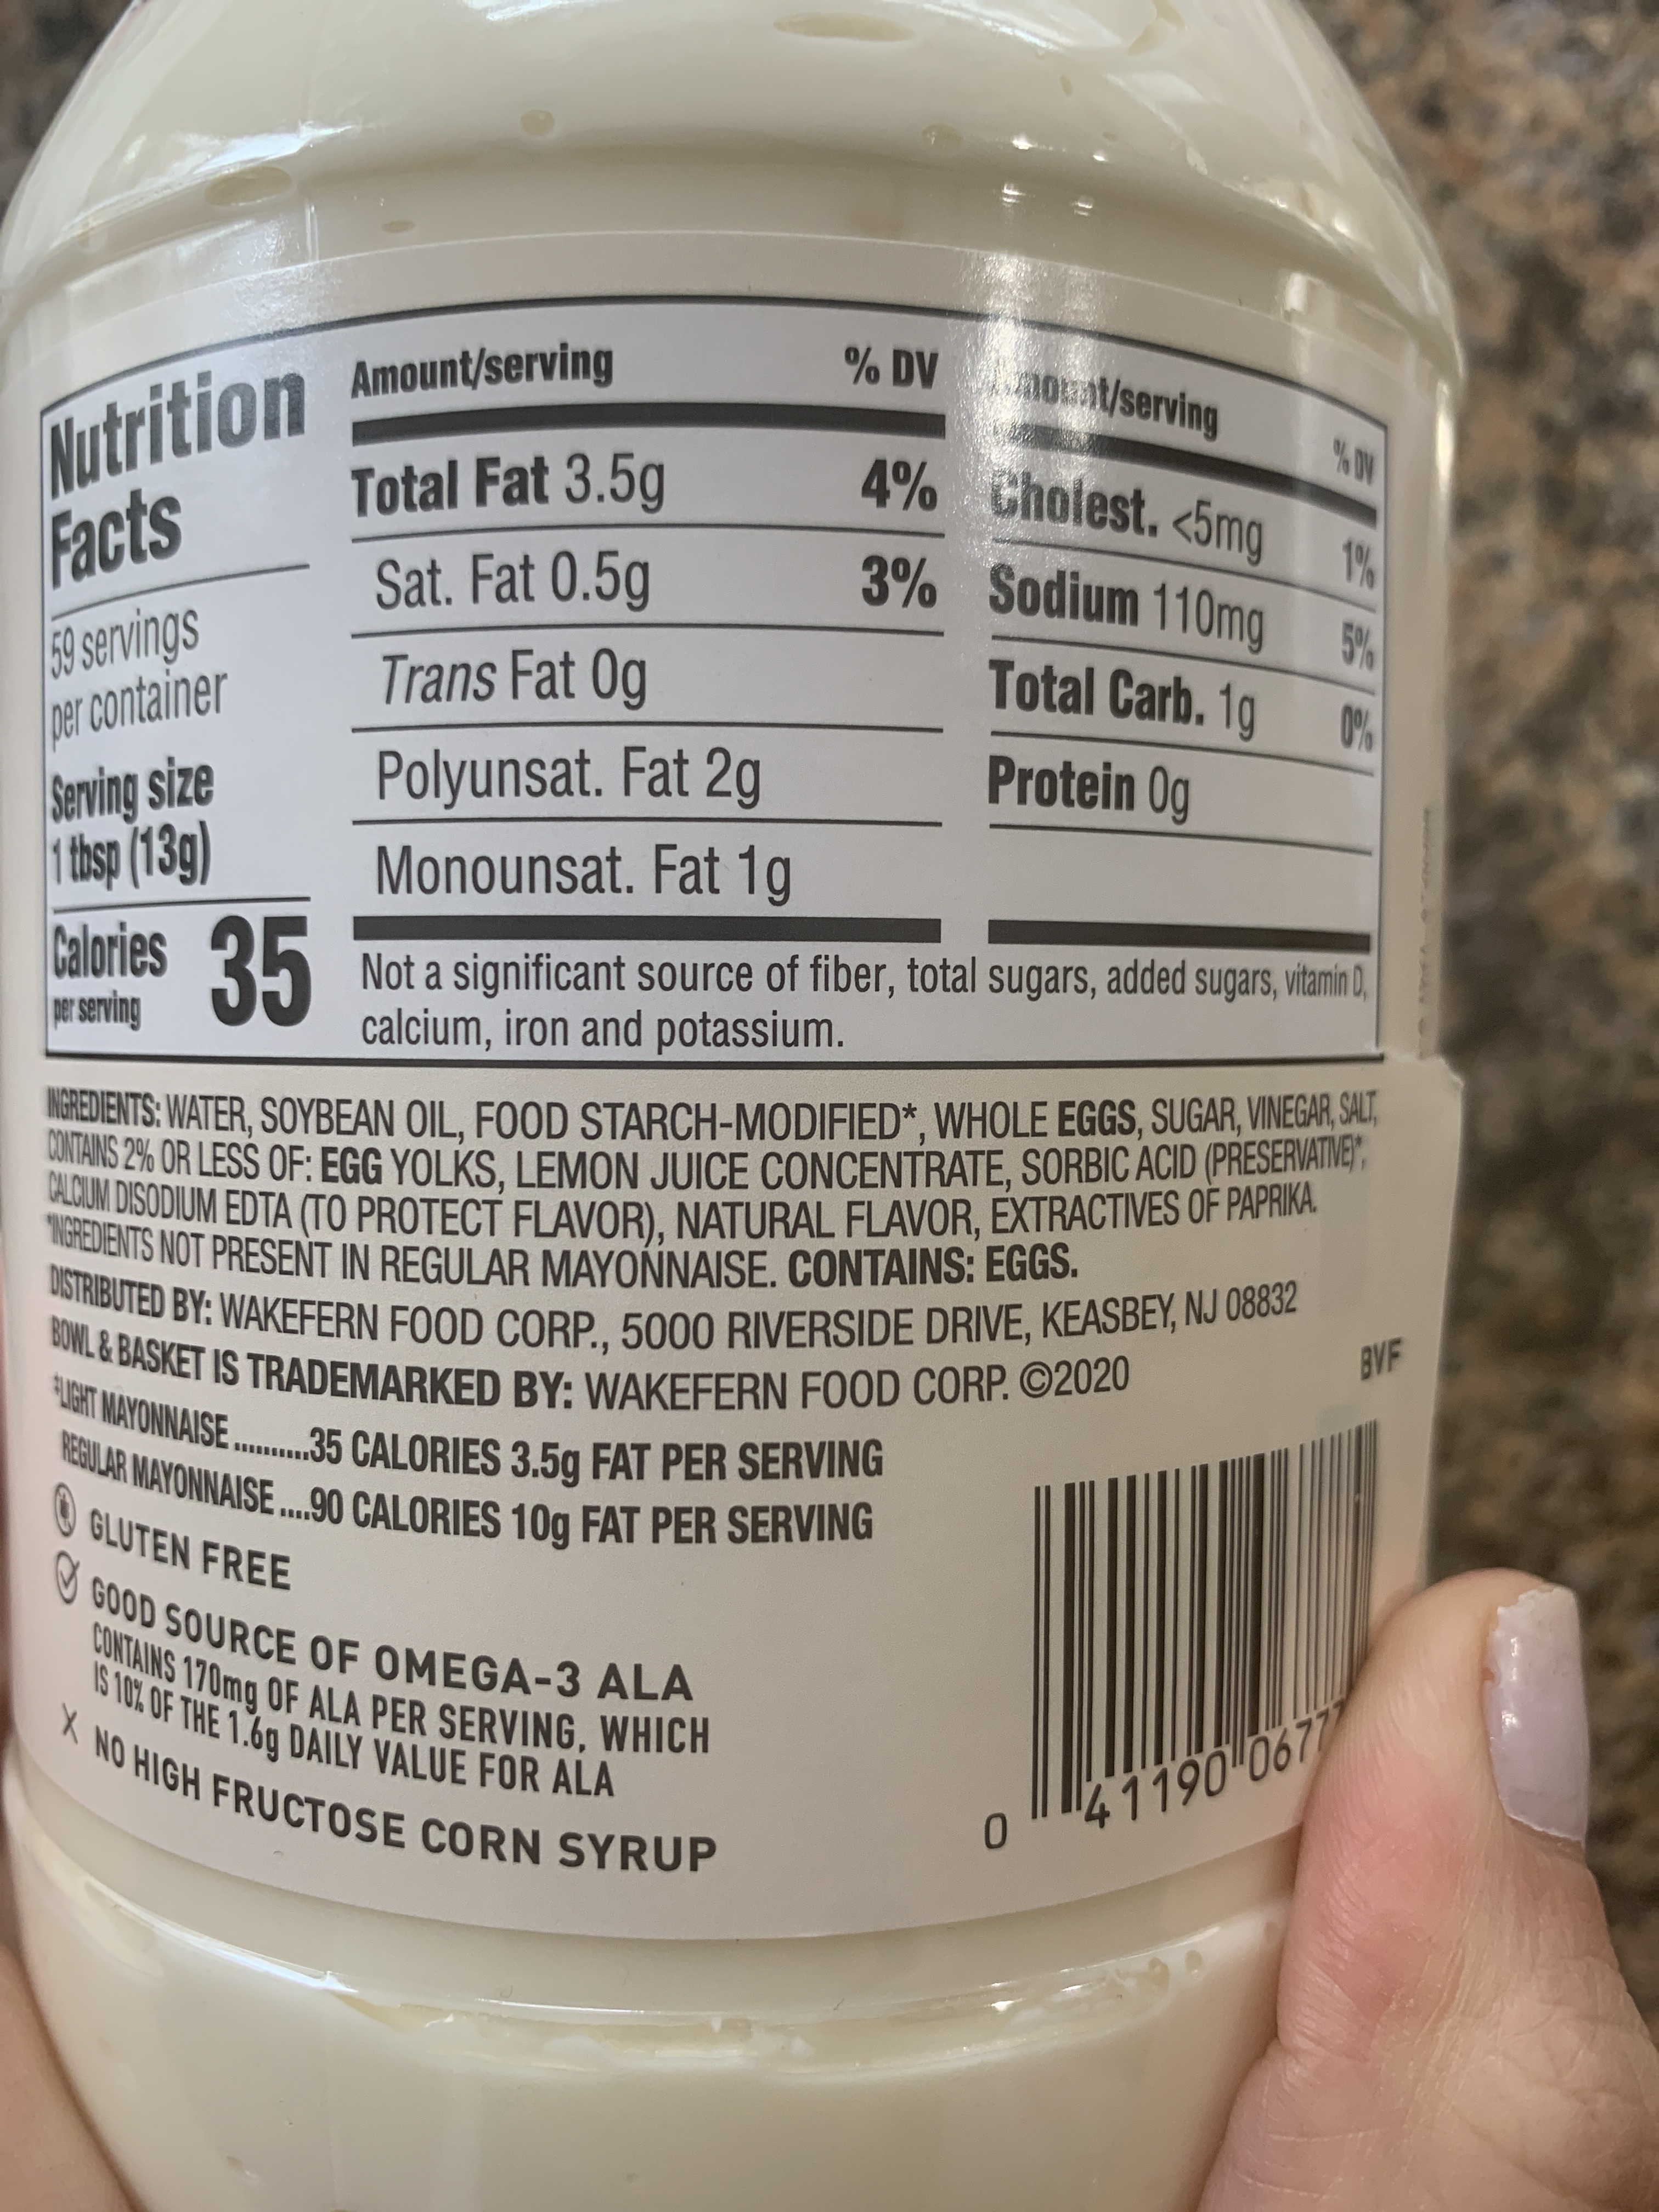 Nutrition
Facts
59 servings
per container
Serving size
1 tbsp (13g)
Calories 35
per serving
Amount/serving % DV
Total Fat 3.5g 4%
Sat. Fat 0.5g 3%
Trans Fat 0g
Polyunsat. Fat 2g
Monounsat. Fat 1g
Amount/serving % DV
Cholest. <5mg 1%
Sodium 110mg 5%
Total Carb. 1g 0%
Protein 0g
Not a significant source of fiber, total sugars, added sugars, vitamin D,
calcium, iron and potassium.
INGREDIENTS: WATER, SOYBEAN OIL, FOOD STARCH-MODIFIED*, WHOLE EGGS, SUGAR, VINEGAR, SALT,
CONTAINS 2% OR LESS OF: EGG YOLKS, LEMON JUICE CONCENTRATE, SORBIC ACID (PRESERVATIVE)*,
CALCIUM DISODIUM EDTA (TO PROTECT FLAVOR), NATURAL FLAVOR, EXTRACTIVES OF PAPRIKA.
*INGREDIENTS NOT PRESENT IN REGULAR MAYONNAISE. CONTAINS: EGGS.
DISTRIBUTED BY: WAKEFERN FOOD CORP., 5000 RIVERSIDE DRIVE, KEASBEY, NJ 08832
BOWL & BASKET IS TRADEMARKED BY: WAKEFERN FOOD CORP. ©2020
BVF
‡LIGHT MAYONNAISE..........35 CALORIES 3.5g FAT PER SERVING
REGULAR MAYONNAISE....90 CALORIES 10g FAT PER SERVING
GLUTEN FREE
GOOD SOURCE OF OMEGA-3 ALA
CONTAINS 170mg OF ALA PER SERVING, WHICH
IS 10% OF THE 1.6g DAILY VALUE FOR ALA
X NO HIGH FRUCTOSE CORN SYRUP
0 41190 0677